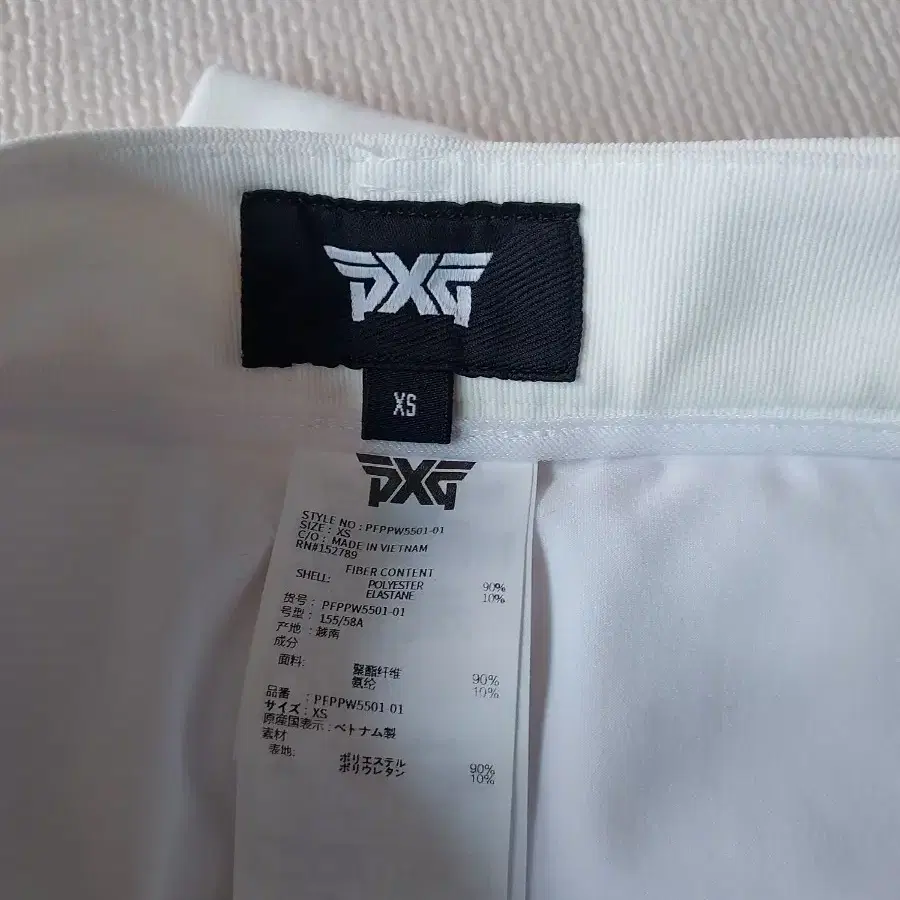 PXG
XS
PXG
STYLE NO : PFPPW5501-01
SIZE : XS
C/O : MADE IN VIETNAM
RN#152789
FIBER CONTENT
SHELL: POLYESTER 90%
ELASTANE 10%
货号 : PFPPW5501-01
号型 : 155/58A
产地 : 越南
成分
面料: 聚酯纤维 90%
氨纶 10%
品番 : PFPPW5501-01
サイズ : XS
原産国表示 : ベトナム製
素材
表地: ポリエステル 90%
ポリウレタン 10%